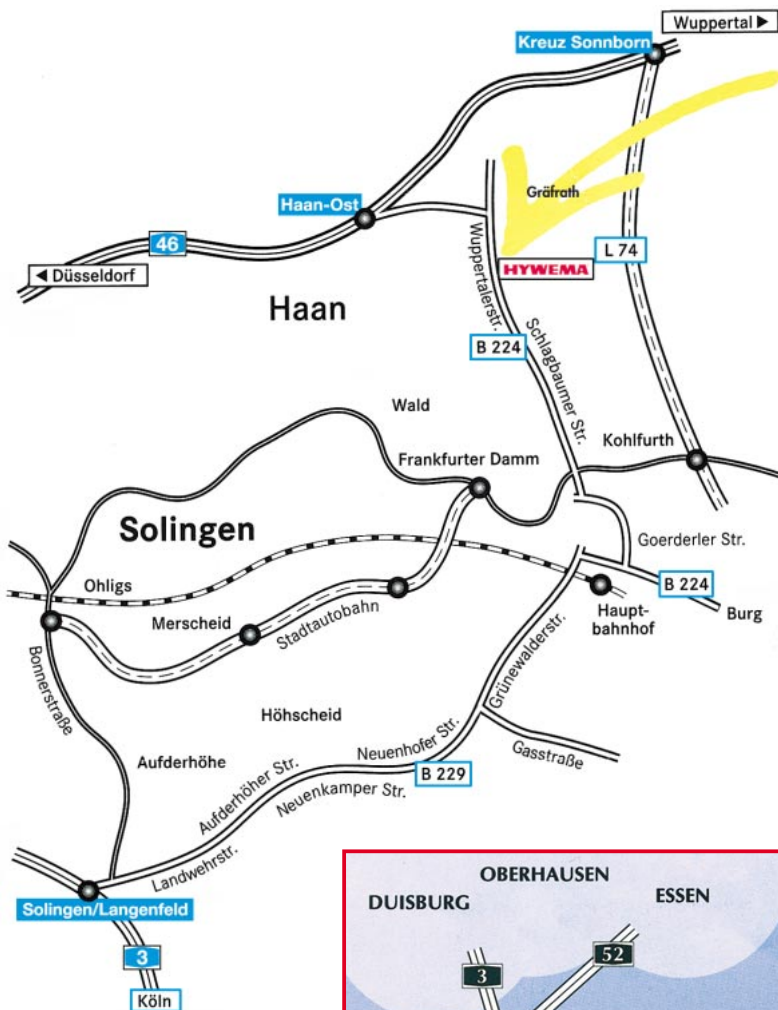 Wuppertal ▶
Kreuz Sonnborn
Gräfrath
Haan-Ost
46
L 74
◀ Düsseldorf
HYWEMA
Wuppertalerstr.
Haan
B 224
Schlagbaumer Str.
Wald
Kohlfurth
Frankfurter Damm
Solingen
Goerderler Str.
Ohligs
B 224
Merscheid
Stadtautobahn
Haupt-
bahnhof
Burg
Bonnerstraße
Grünewalderstr.
Höhscheid
Aufderhöhe
Neuenhofer Str.
Gasstraße
Aufderhöher Str.
B 229
Neuenkamper Str.
Landwehrstr.
Solingen/Langenfeld
3
Köln
OBERHAUSEN
DUISBURG
ESSEN
52
3